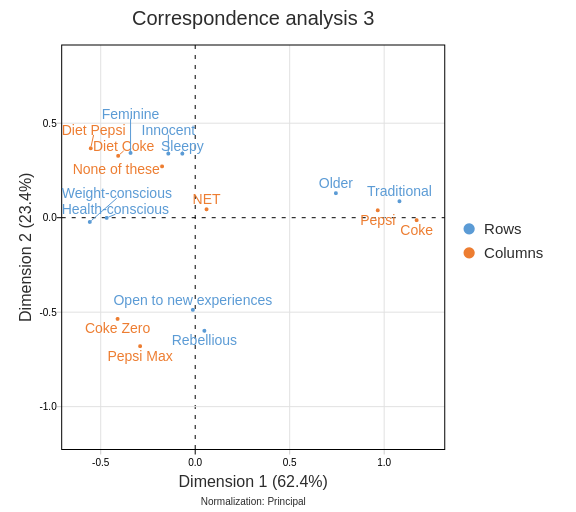 Correspondence analysis 3
Feminine
0.5
Diet Pepsi
Innocent
Diet Coke
Sleepy
None of these
Older
Traditional
Weight-conscious
NET
Health-conscious
0.0
Pepsi
Coke
Rows
Columns
Dimension 2 (23.4%)
Open to new experiences
-0.5
Coke Zero
Rebellious
Pepsi Max
-1.0
-0.5
0.0
0.5
1.0
Dimension 1 (62.4%)
Normalization: Principal